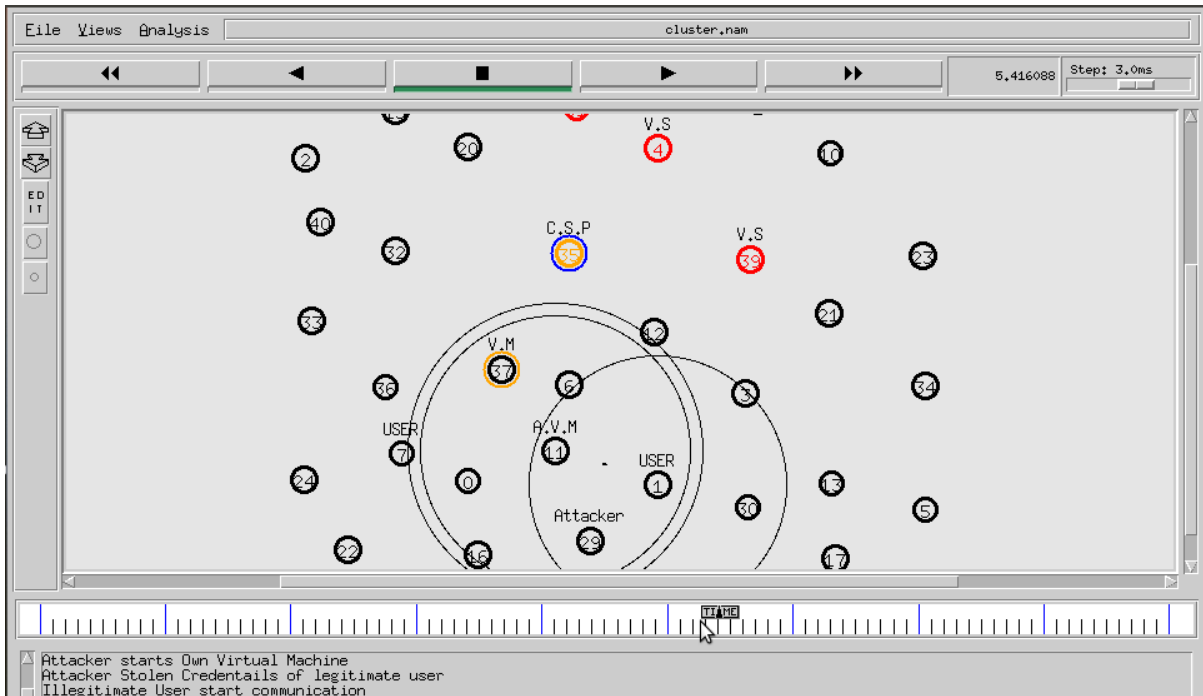 File Views Analysis cluster.nam
5.416088 Step: 3.0ms
ED
IT
V.S
4
20
2
10
40
C.S.P
35
V.S
39
32
23
33
21
12
V.M
37
36
6
3
34
USER
7
A.V.M
11
USER
1
24
0
13
30
5
Attacker
29
22
16
17
TIME
Attacker starts Own Virtual Machine
Attacker Stolen Credentails of legitimate user
Illegitimate User start communication